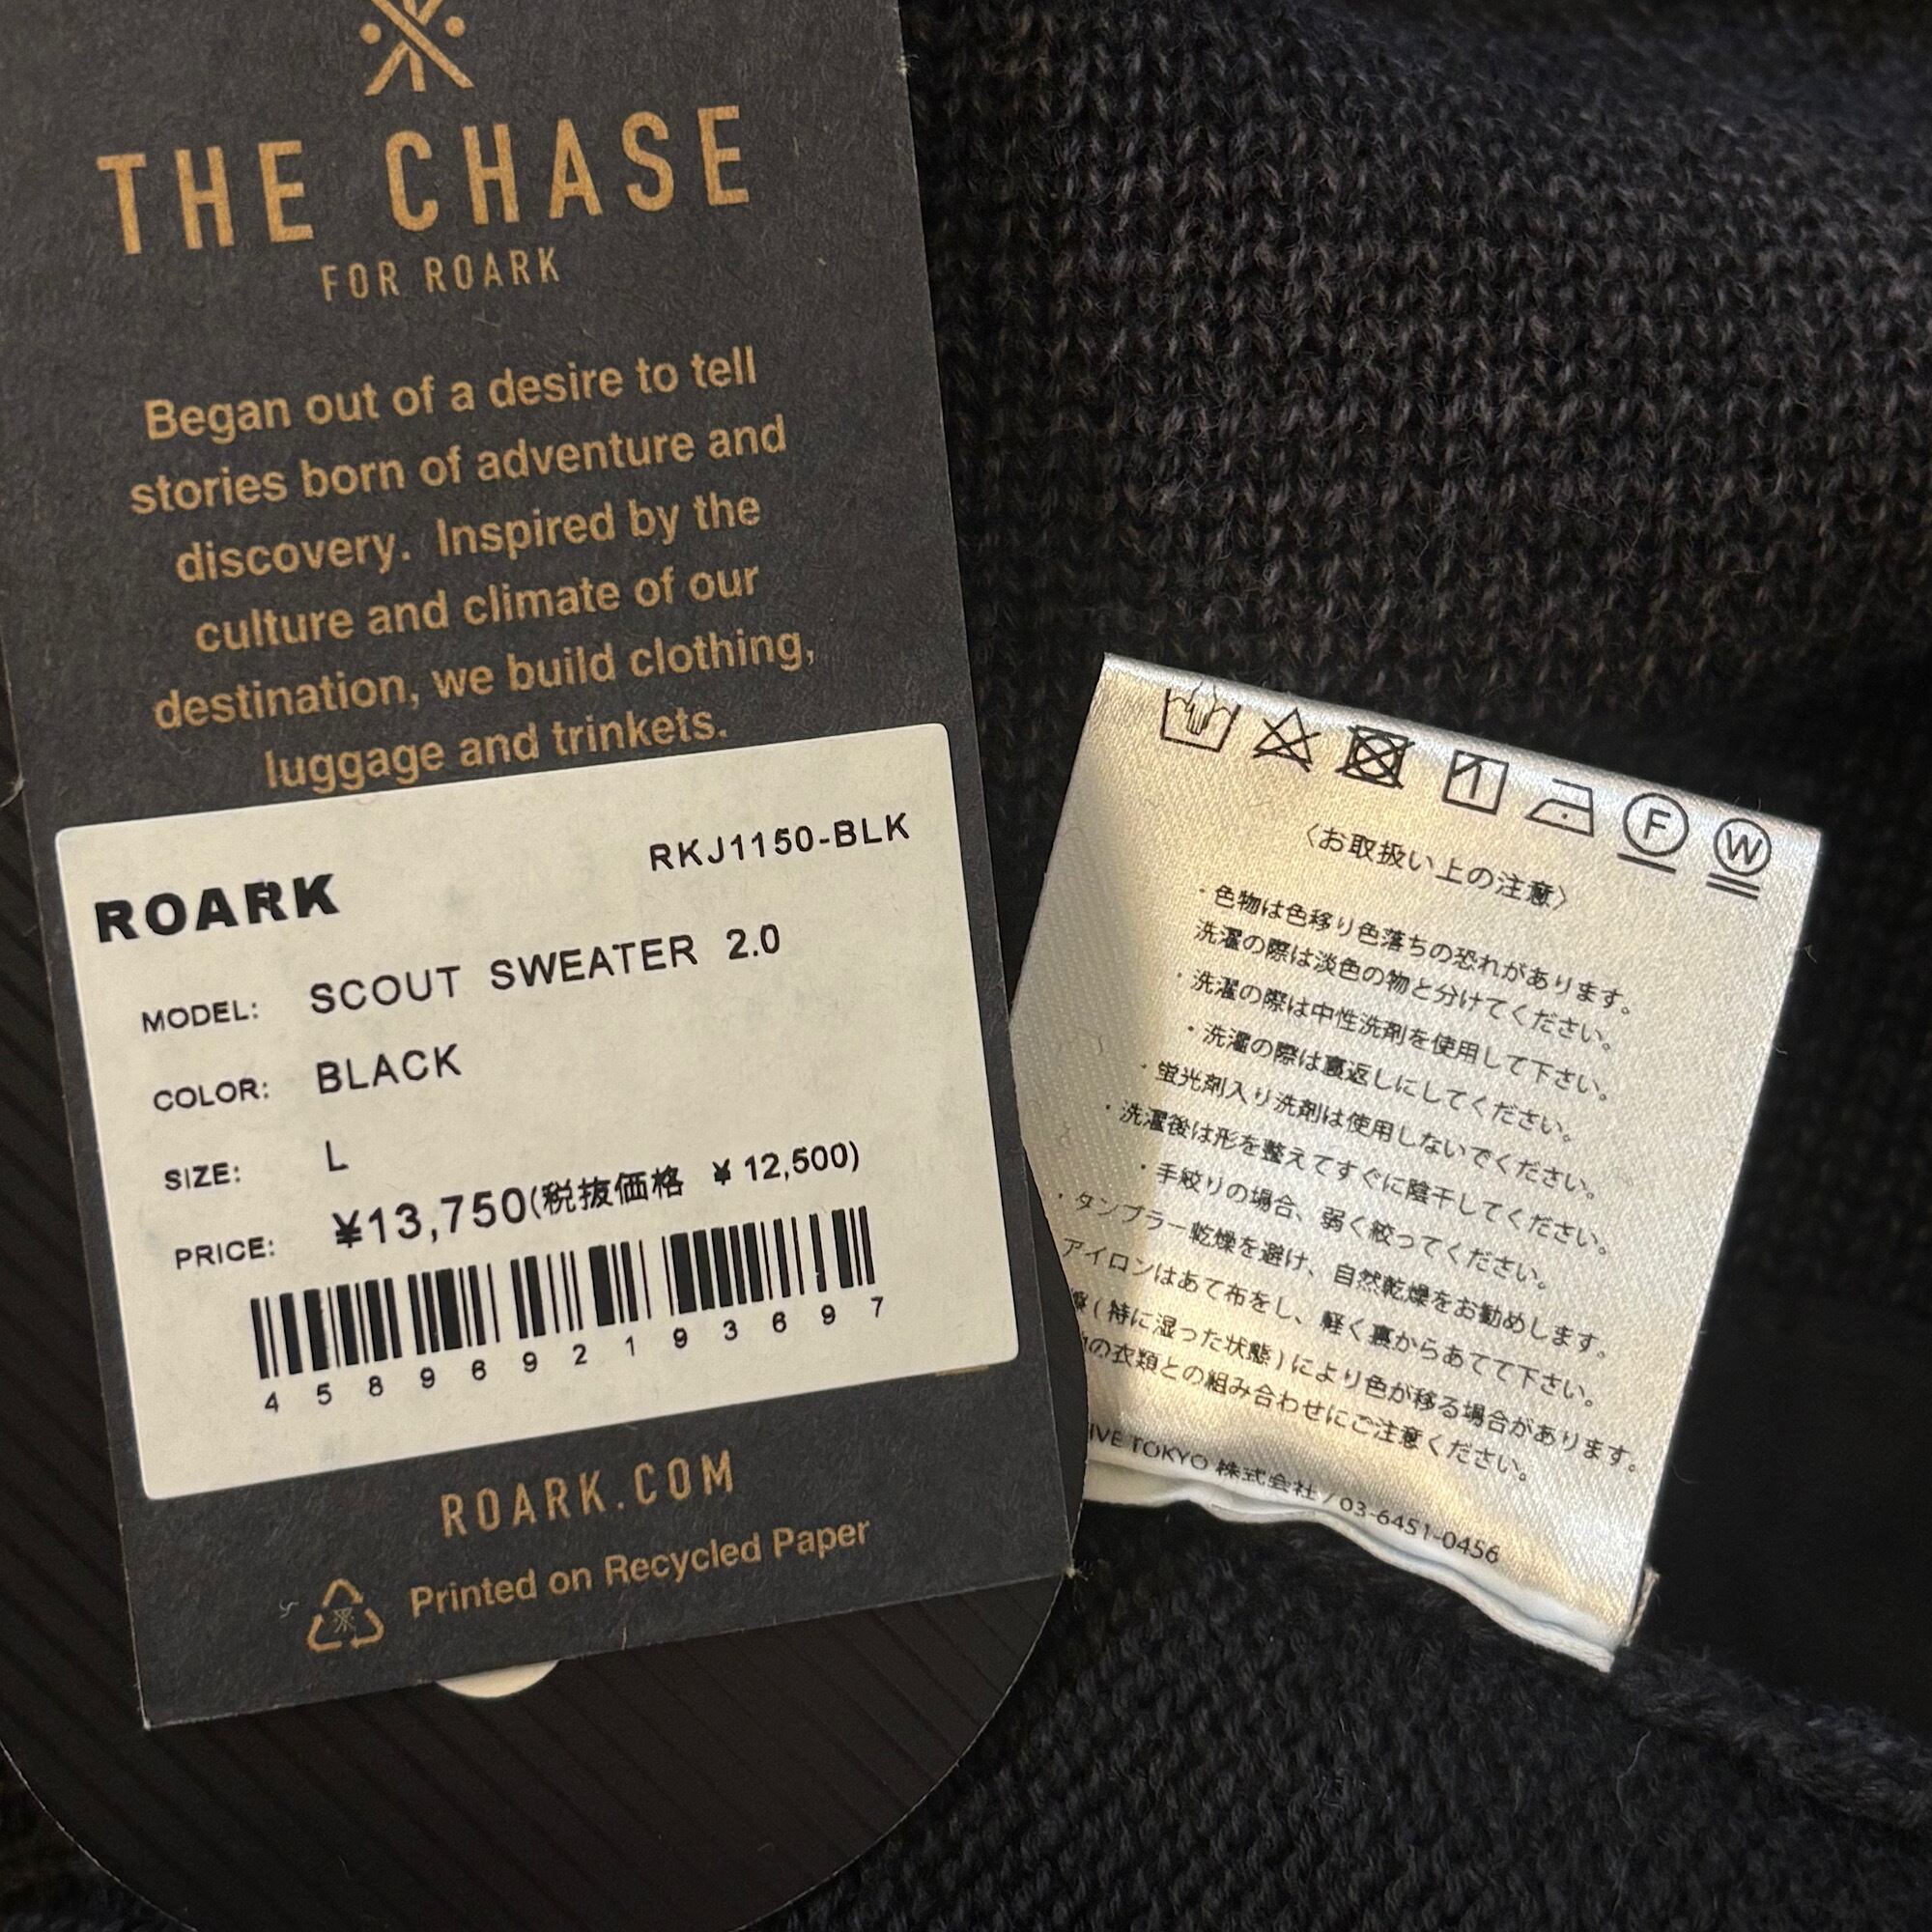 THE CHASE
FOR ROARK
Began out of a desire to tell
stories born of adventure and
discovery. Inspired by the
culture and climate of our
destination, we build clothing,
luggage and trinkets.
RKJ1150-BLK
ROARK
MODEL: SCOUT SWEATER 2.0
COLOR: BLACK
SIZE: L
PRICE: ¥13,750(税抜価格 ¥12,500)
4589692193697
ROARK.COM
Printed on Recycled Paper
F W
〈お取扱い上の注意〉
・色物は色移り色落ちの恐れがあります。
洗濯の際は淡色の物と分けてください。
・洗濯の際は中性洗剤を使用して下さい。
・洗濯の際は裏返しにしてください。
・蛍光剤入り洗剤は使用しないでください。
・洗濯後は形を整えてすぐに陰干してください。
・手絞りの場合、弱く絞ってください。
・タンブラー乾燥を避け、自然乾燥をお勧めします。
アイロンはあて布をし、軽く裏からあてて下さい。
(特に湿った状態)により色が移る場合があります。
の衣類との組み合わせにご注意ください。
IVE TOKYO 株式会社 / 03-6451-0456